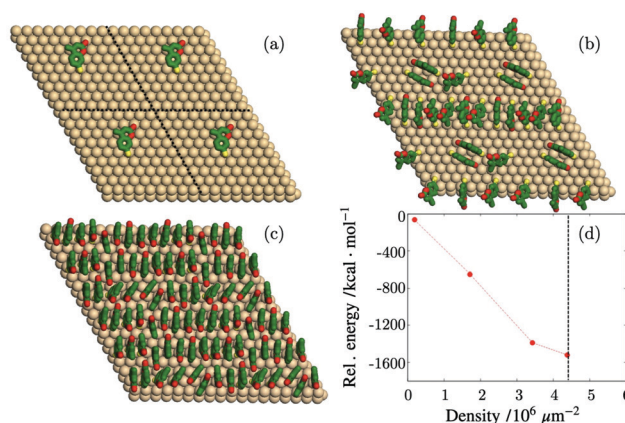 (a)
(b)
(c)
(d)
Rel. energy /kcal · mol⁻¹
0
-400
-800
-1200
-1600
0 1 2 3 4 5 6
Density /10⁶ μm⁻²